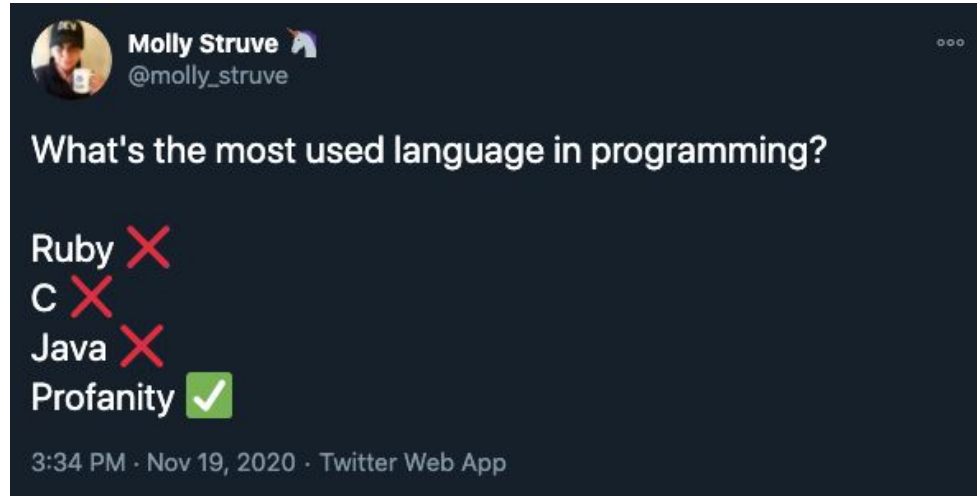 Molly Struve 🦄
@molly_struve
What's the most used language in programming?
Ruby ❌
C ❌
Java ❌
Profanity ✅
3:34 PM · Nov 19, 2020 · Twitter Web App